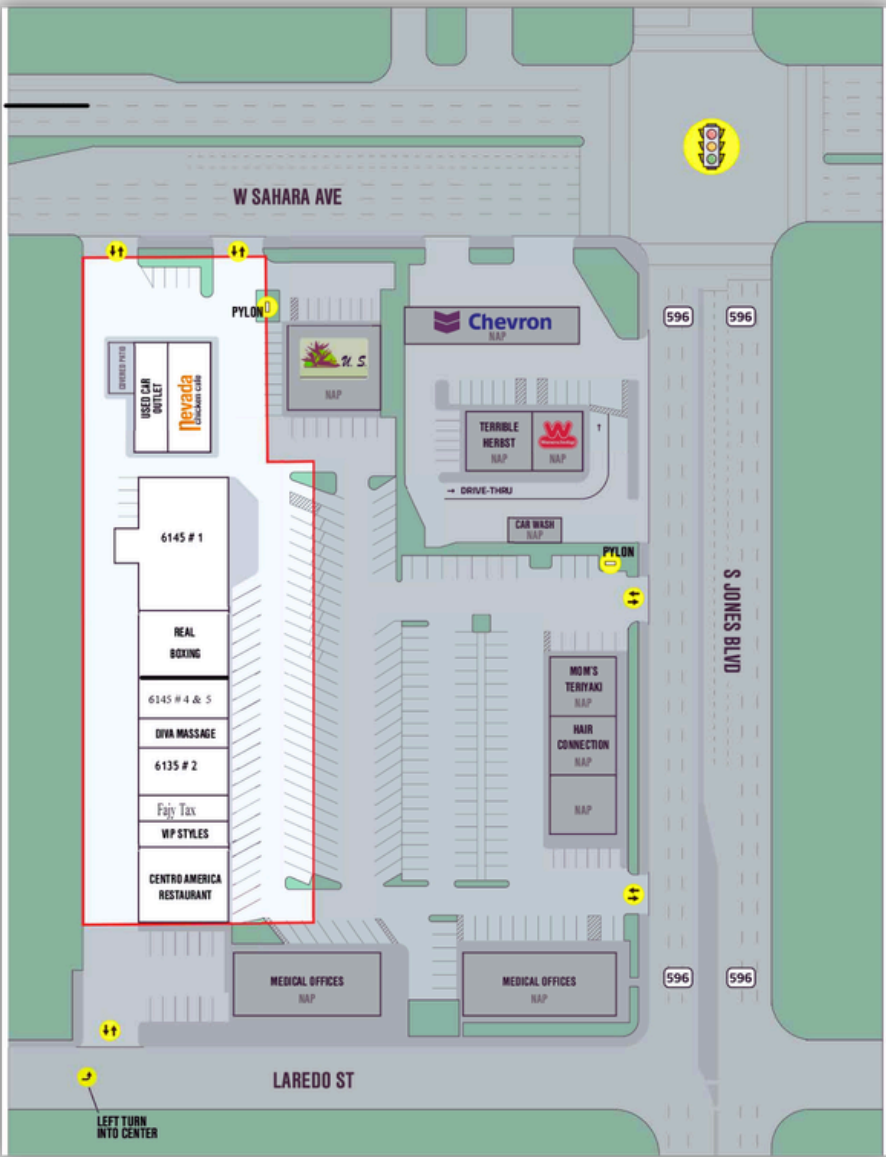 W SAHARA AVE
PYLON
COVERED PATIO
USED CAR
OUTLET
nevada
chicken cafe
U. S.
NAP
Chevron
NAP
TERRIBLE
HERBST
NAP
W
NAP
→ DRIVE-THRU
CAR WASH
NAP
PYLON
596
596
S JONES BLVD
6145 # 1
REAL
BOXING
6145 # 4 & 5
DIVA MASSAGE
6135 # 2
Fajy Tax
VIP STYLES
CENTRO AMERICA
RESTAURANT
MOM'S
TERIYAKI
NAP
HAIR
CONNECTION
NAP
NAP
MEDICAL OFFICES
NAP
MEDICAL OFFICES
NAP
596
596
LAREDO ST
LEFT TURN
INTO CENTER